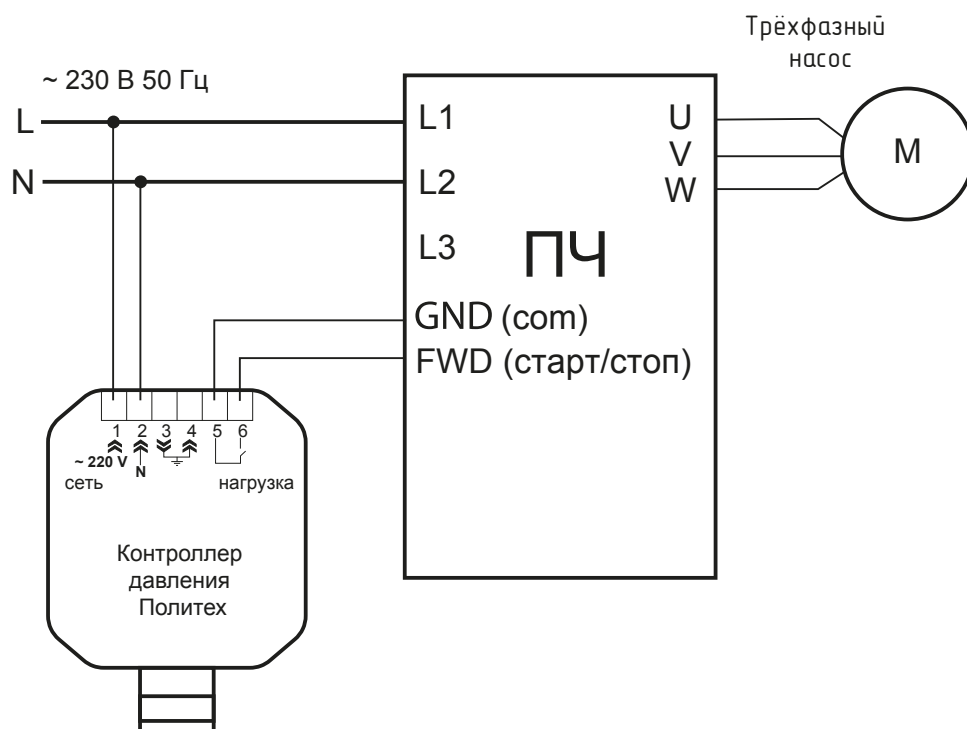 Трёхфазный
насос
~ 230 В 50 Гц
L
L1
U
V
M
N
L2
W
L3
ПЧ
GND (com)
FWD (старт/стоп)
1 2 3 4 5 6
~ 220 V
N
сеть
нагрузка
Контроллер
давления
Политех